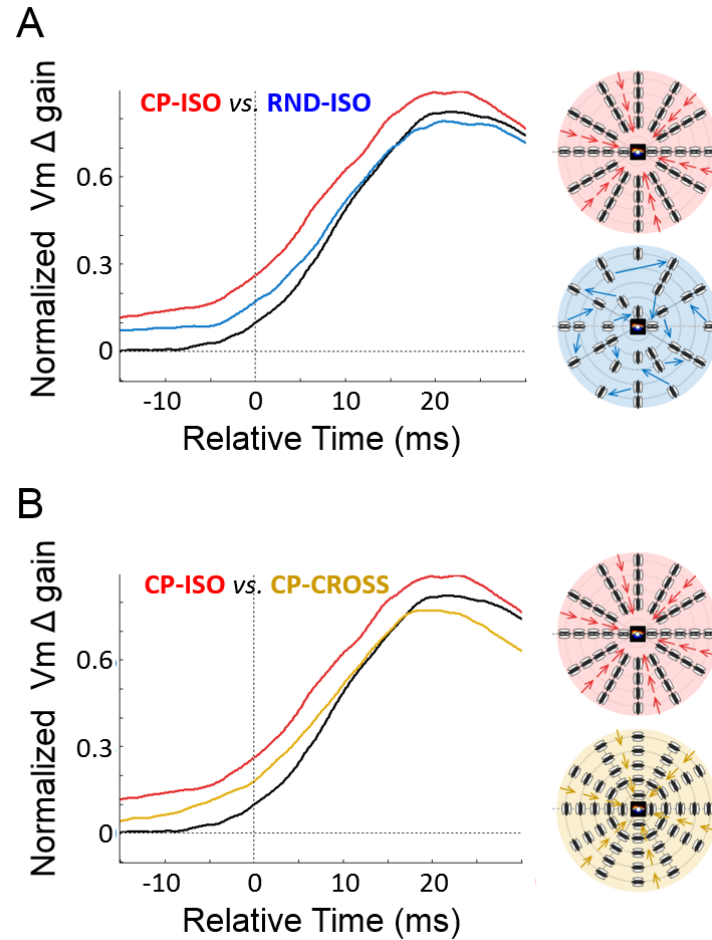 A
CP-ISO vs. RND-ISO
Normalized Vm Δ gain
0.6
0.3
0
-10 0 10 20
Relative Time (ms)
B
CP-ISO vs. CP-CROSS
Normalized Vm Δ gain
0.6
0.3
0
-10 0 10 20
Relative Time (ms)